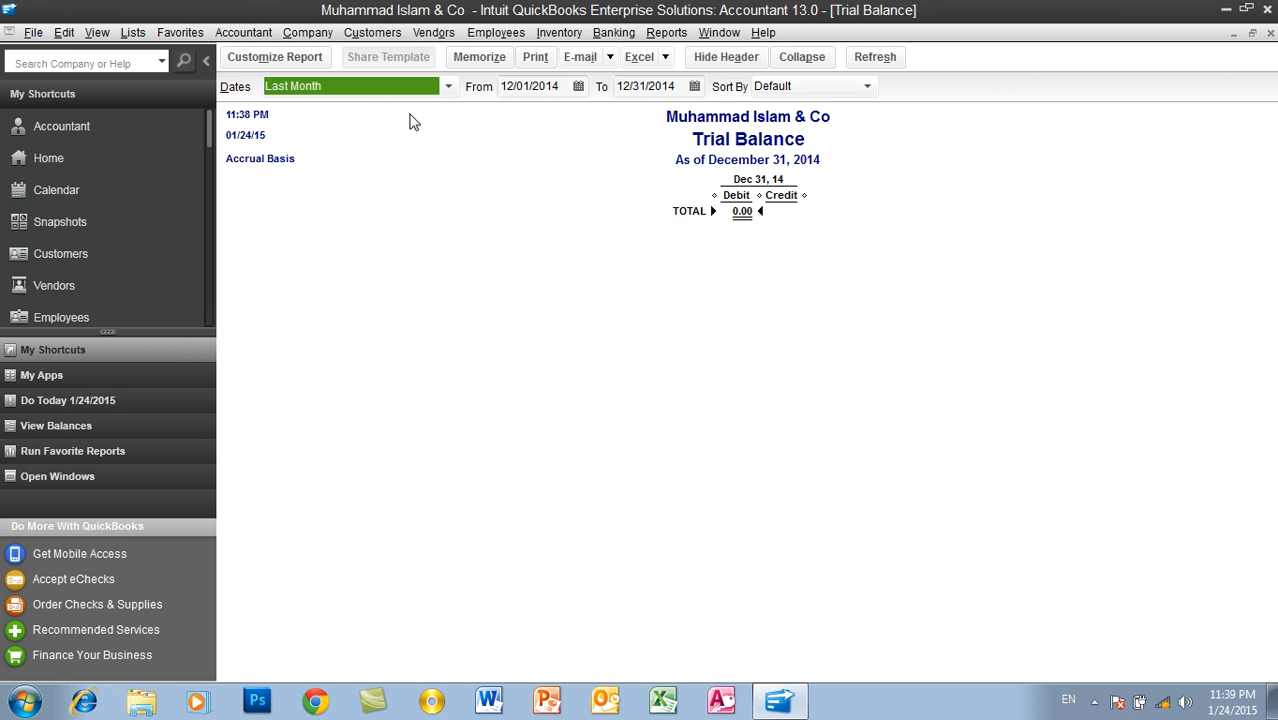 Muhammad Islam & Co - Intuit QuickBooks Enterprise Solutions: Accountant 13.0 - [Trial Balance]
File Edit View Lists Favorites Accountant Company Customers Vendors Employees Inventory Banking Reports Window Help
Search Company or Help
Customize Report Share Template Memorize Print E-mail Excel Hide Header Collapse Refresh
Dates Last Month From 12/01/2014 To 12/31/2014 Sort By Default
My Shortcuts
Accountant
Home
Calendar
Snapshots
Customers
Vendors
Employees
My Shortcuts
My Apps
Do Today 1/24/2015
View Balances
Run Favorite Reports
Open Windows
Do More With QuickBooks
Get Mobile Access
Accept eChecks
Order Checks & Supplies
Recommended Services
Finance Your Business
11:38 PM
01/24/15
Accrual Basis
Muhammad Islam & Co
Trial Balance
As of December 31, 2014
Dec 31, 14
Debit Credit
TOTAL 0.00
Ps W P O X A
EN
11:39 PM
1/24/2015